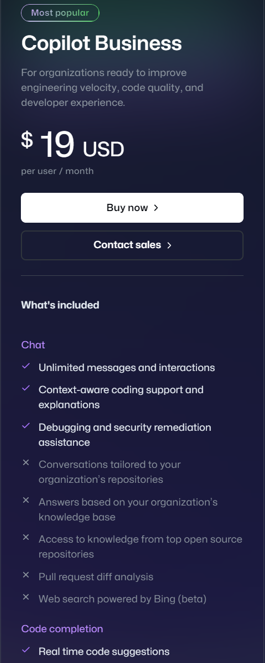 Most popular
Copilot Business
For organizations ready to improve
engineering velocity, code quality, and
developer experience.
$ 19 USD
per user / month
Buy now
Contact sales
What's included
Chat
Unlimited messages and interactions
Context-aware coding support and
explanations
Debugging and security remediation
assistance
Conversations tailored to your
organization's repositories
Answers based on your organization's
knowledge base
Access to knowledge from top open source
repositories
Pull request diff analysis
Web search powered by Bing (beta)
Code completion
Real time code suggestions